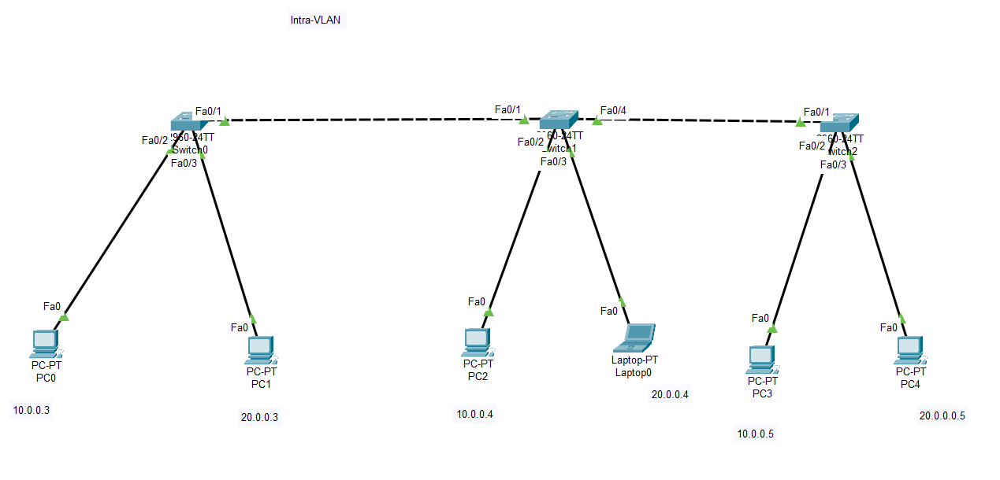 Intra-VLAN
Fa0/1
Fa0/1
Fa0/4
Fa0/1
Fa0/2
Switch0
Fa0/3
Fa0/2
Fa0/3
Fa0/2
Fa0/3
Fa0
PC-PT
PC0
10.0.0.3
Fa0
PC-PT
PC1
20.0.0.3
Fa0
PC-PT
PC2
10.0.0.4
Fa0
Laptop-PT
Laptop0
20.0.0.4
Fa0
PC-PT
PC3
10.0.0.5
Fa0
PC-PT
PC4
20.0.0.0.5